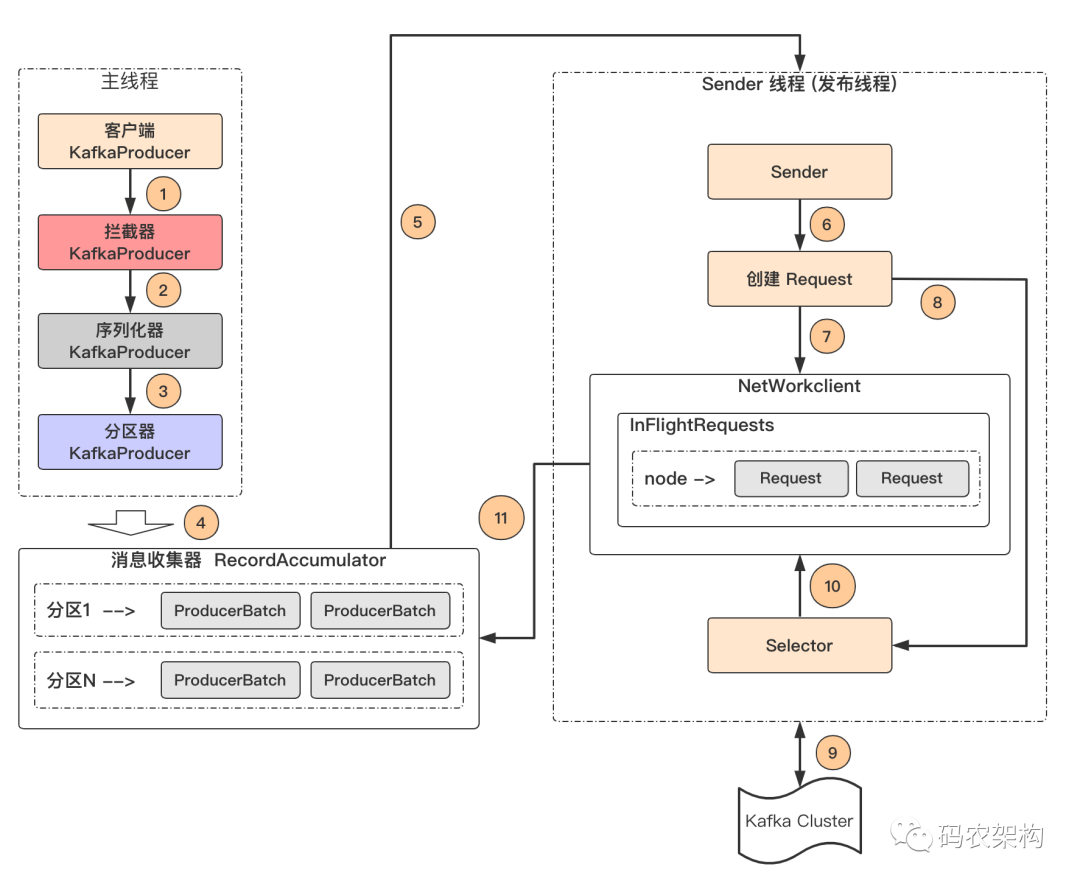 主线程
客户端
KafkaProducer
1
拦截器
KafkaProducer
2
序列化器
KafkaProducer
3
分区器
KafkaProducer
4
消息收集器 RecordAccumulator
分区1 --> ProducerBatch ProducerBatch
分区N --> ProducerBatch ProducerBatch
5
Sender 线程 (发布线程)
Sender
6
创建 Request
8
7
NetWorkclient
InFlightRequests
node -> Request Request
11
10
Selector
9
Kafka Cluster
码农架构